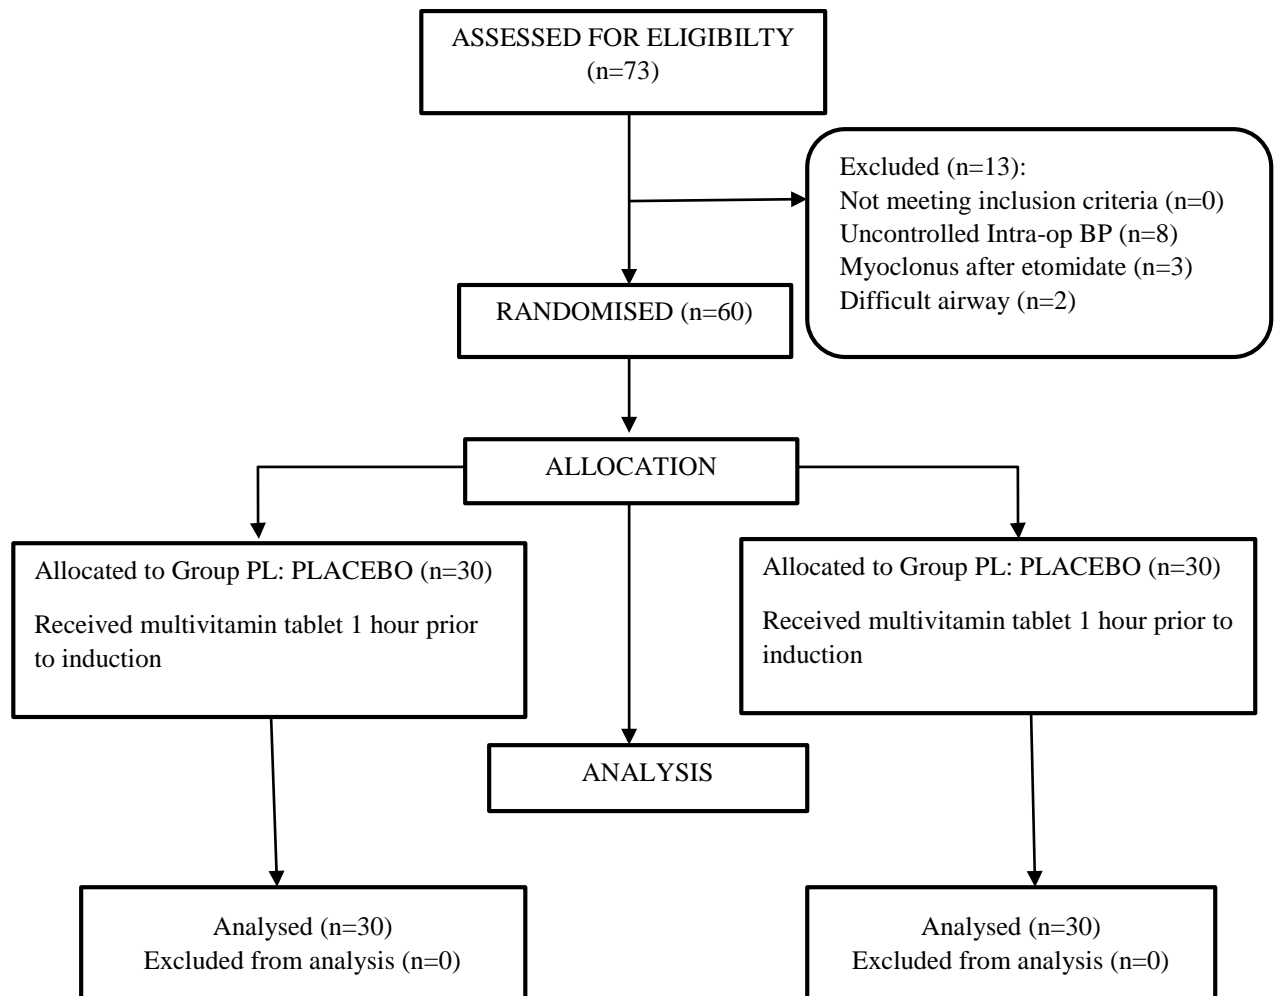 ASSESSED FOR ELIGIBILTY
(n=73)
Excluded (n=13):
Not meeting inclusion criteria (n=0)
Uncontrolled Intra-op BP (n=8)
Myoclonus after etomidate (n=3)
Difficult airway (n=2)
RANDOMISED (n=60)
ALLOCATION
Allocated to Group PL: PLACEBO (n=30)
Received multivitamin tablet 1 hour prior
to induction
Allocated to Group PL: PLACEBO (n=30)
Received multivitamin tablet 1 hour prior to
induction
ANALYSIS
Analysed (n=30)
Excluded from analysis (n=0)
Analysed (n=30)
Excluded from analysis (n=0)